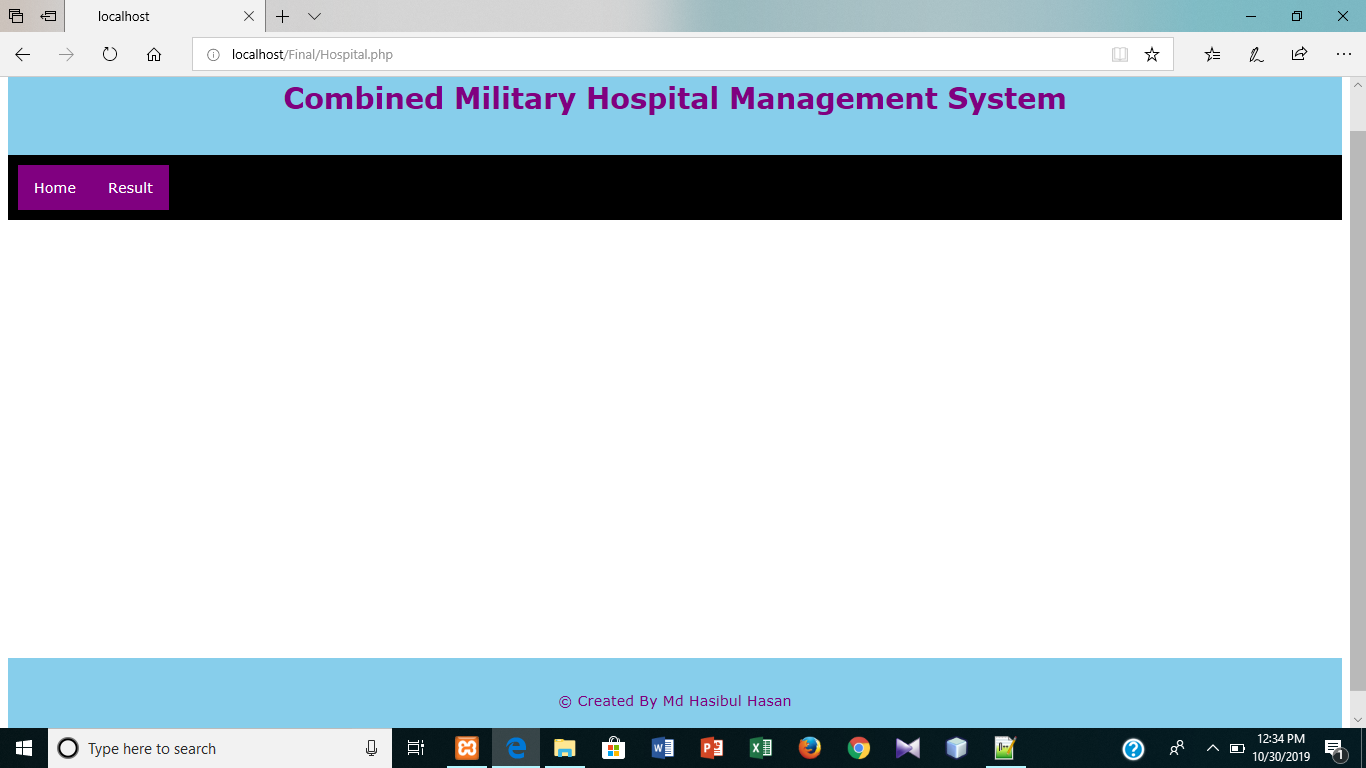 localhost
localhost/Final/Hospital.php
Combined Military Hospital Management System
Home Result
© Created By Md Hasibul Hasan
Type here to search
12:34 PM
10/30/2019
1